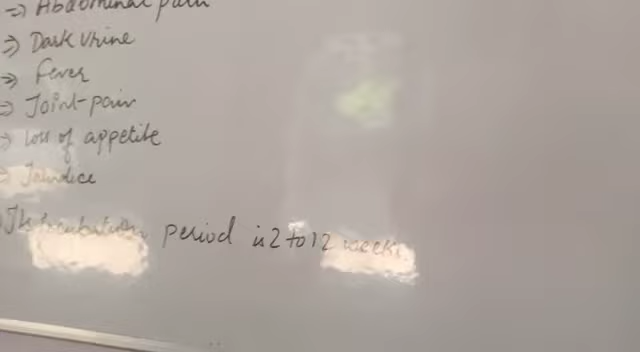 ⇒ Abdominal pain
⇒ Dark Urine
⇒ Fever
⇒ Joint-pain
⇒ loss of appetite
⇒ Jaundice
Its incubation period is 2 to 12 weeks